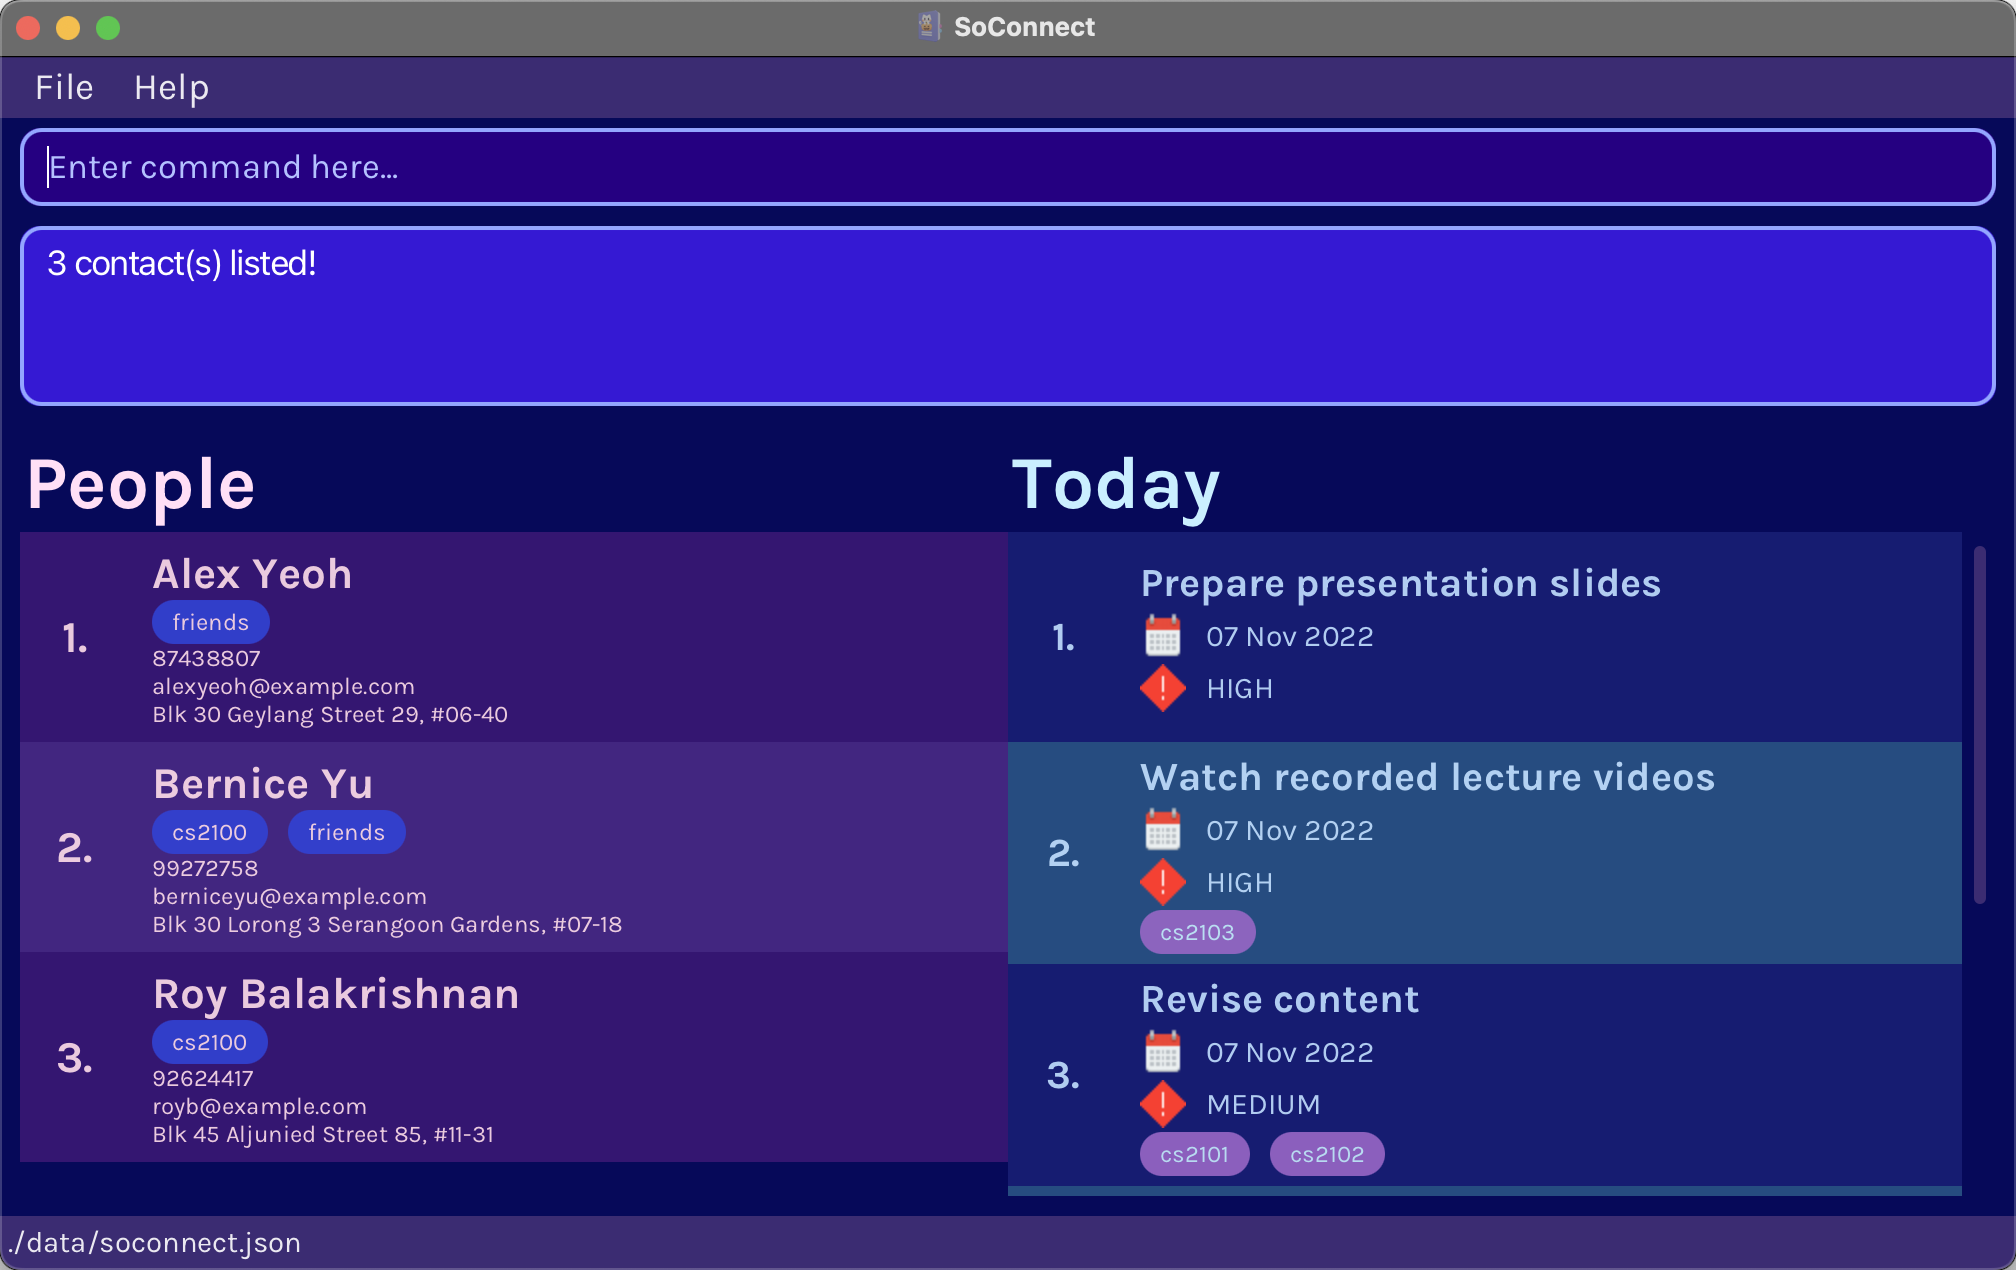 SoConnect
File Help
Enter command here...
3 contact(s) listed!
People
1.
Alex Yeoh
friends
87438807
alexyeoh@example.com
Blk 30 Geylang Street 29, #06-40
2.
Bernice Yu
cs2100 friends
99272758
berniceyu@example.com
Blk 30 Lorong 3 Serangoon Gardens, #07-18
3.
Roy Balakrishnan
cs2100
92624417
royb@example.com
Blk 45 Aljunied Street 85, #11-31
Today
1.
Prepare presentation slides
07 Nov 2022
HIGH
2.
Watch recorded lecture videos
07 Nov 2022
HIGH
cs2103
3.
Revise content
07 Nov 2022
MEDIUM
cs2101 cs2102
./data/soconnect.json